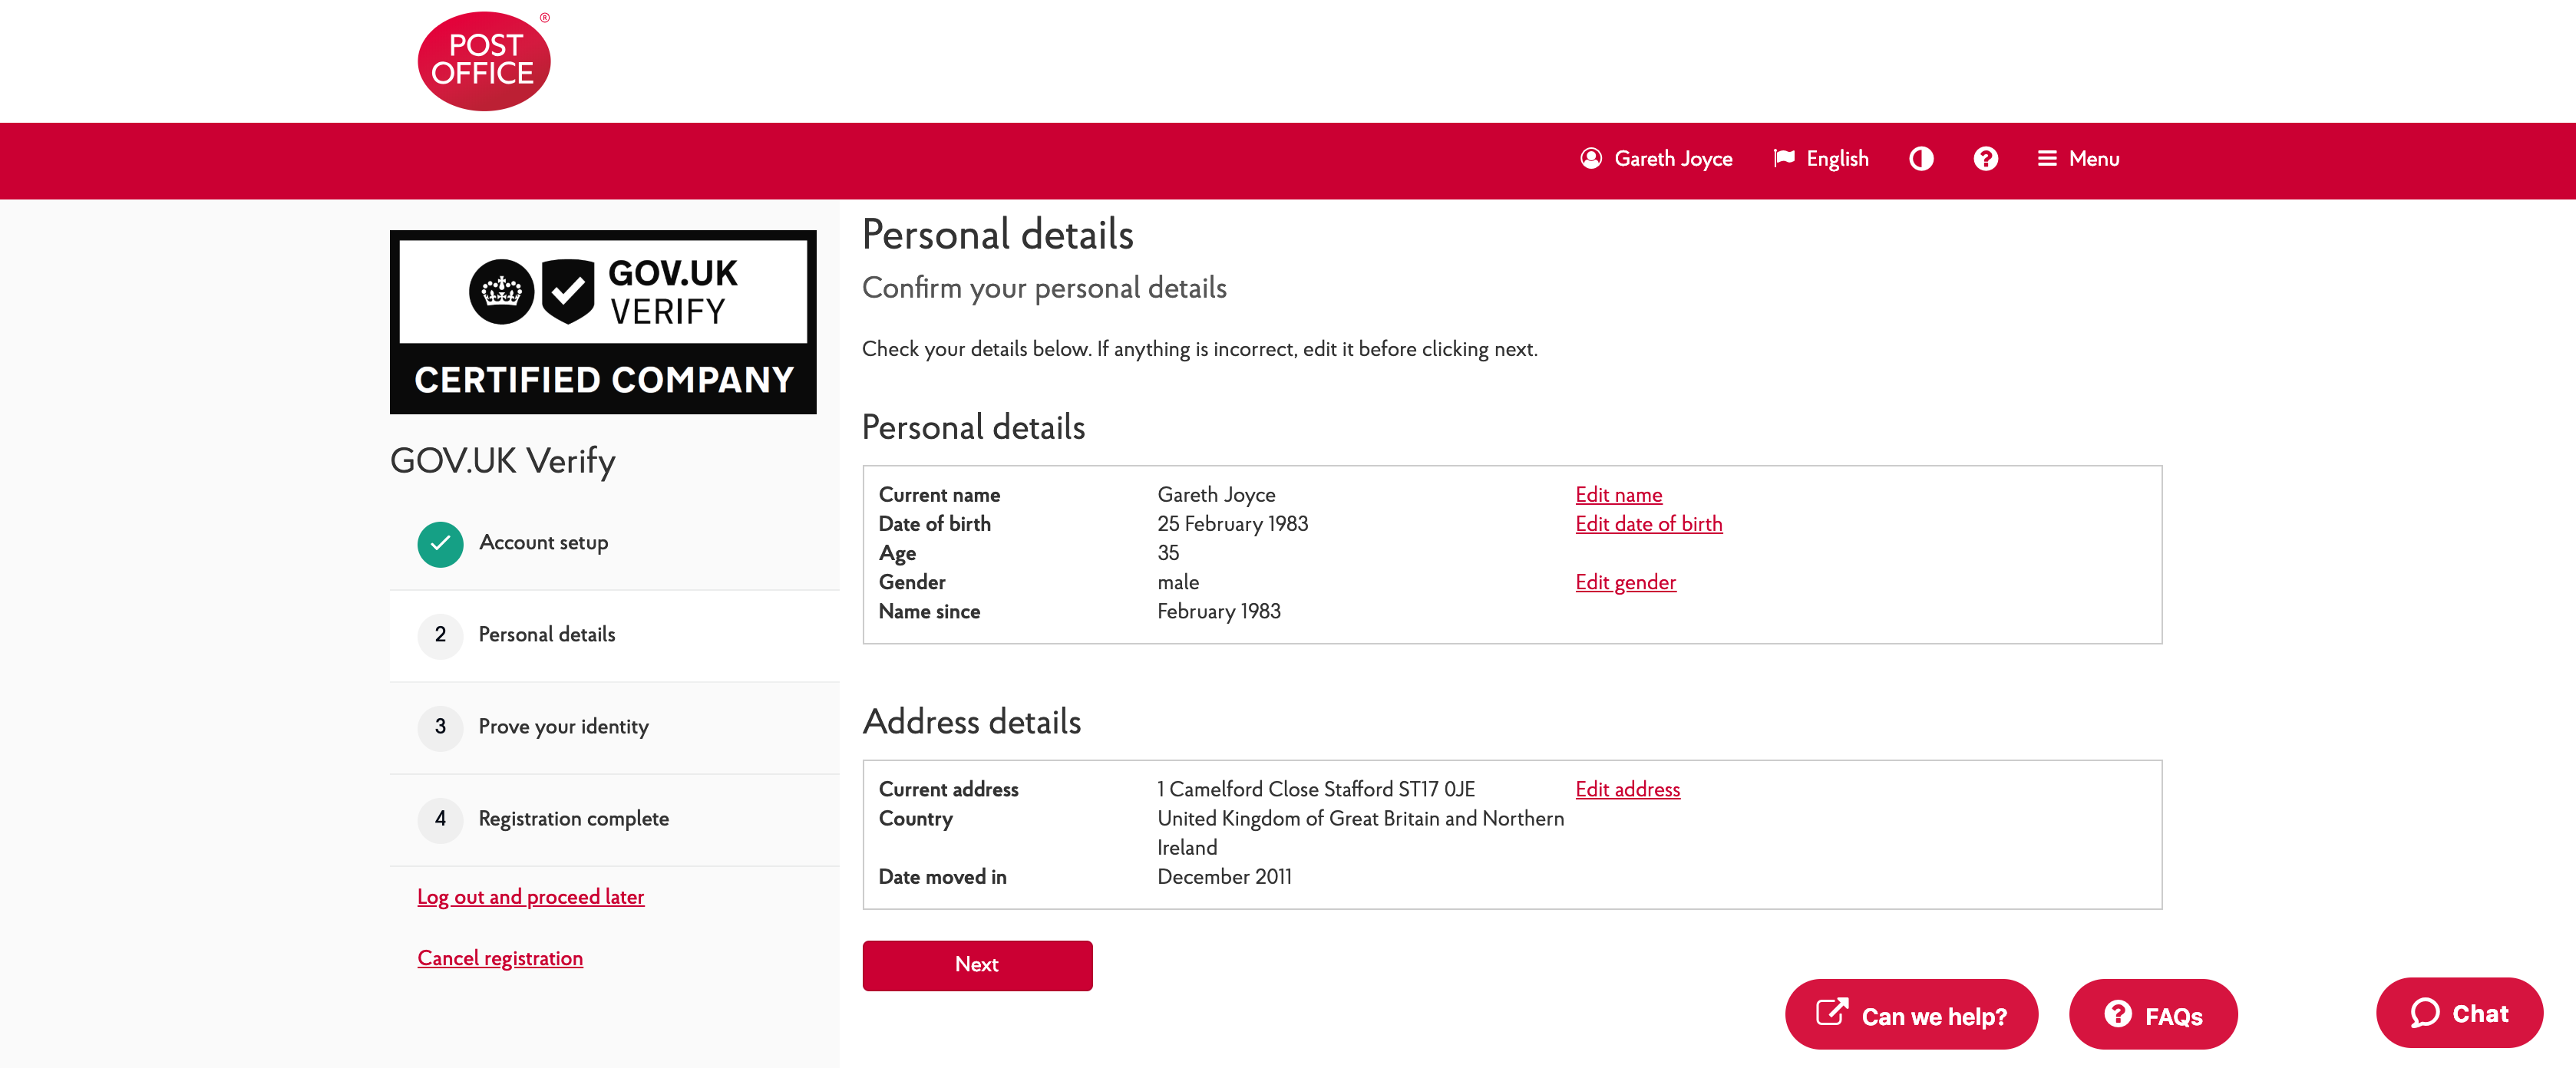 POST
OFFICE
®
Gareth Joyce English ? Menu
GOV.UK
VERIFY
CERTIFIED COMPANY
GOV.UK Verify
Account setup
2 Personal details
3 Prove your identity
4 Registration complete
Log out and proceed later
Cancel registration
Personal details
Confirm your personal details
Check your details below. If anything is incorrect, edit it before clicking next.
Personal details
Current name Gareth Joyce Edit name
Date of birth 25 February 1983 Edit date of birth
Age 35
Gender male Edit gender
Name since February 1983
Address details
Current address 1 Camelford Close Stafford ST17 0JE Edit address
Country United Kingdom of Great Britain and Northern
Ireland
Date moved in December 2011
Next
Can we help? ? FAQs Chat